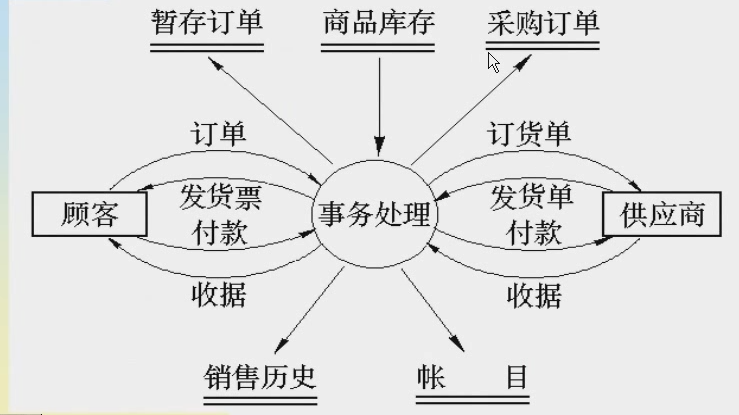 暂存订单 商品库存 采购订单
订单 订货单
发货票 发货单
顾客 事务处理 供应商
付款 付款
收据 收据
销售历史 帐 目